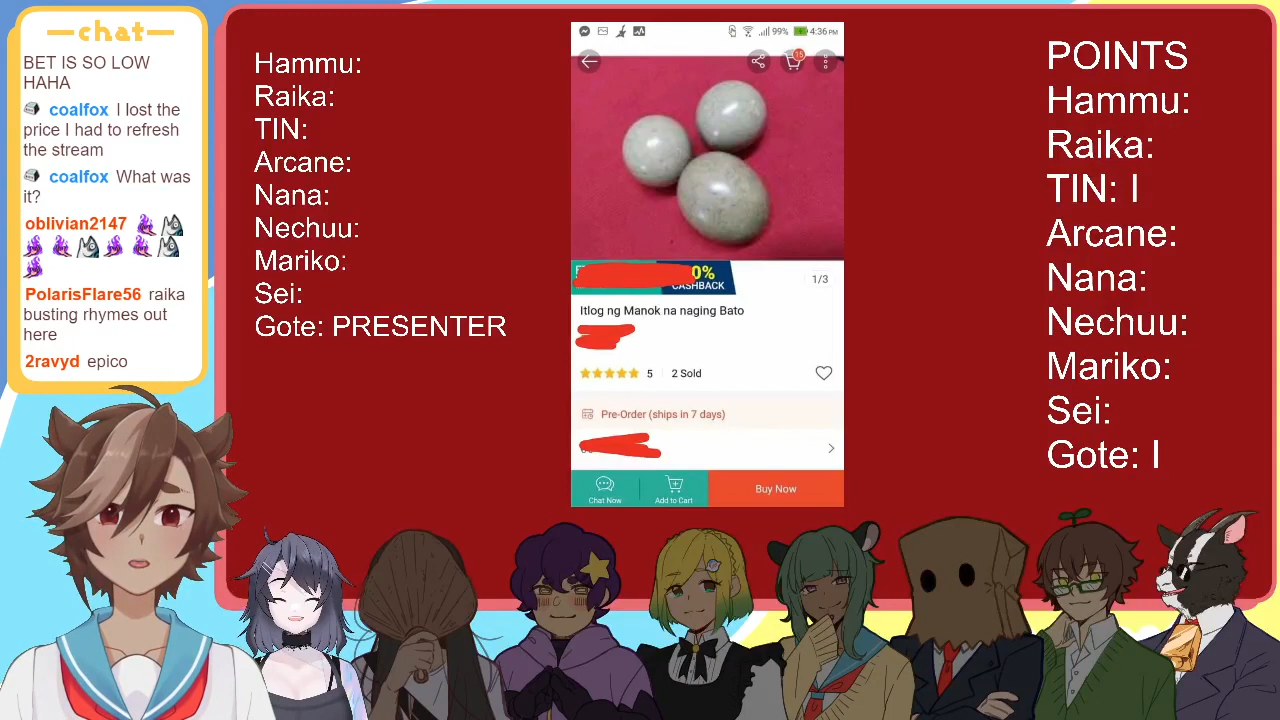 chat
BET IS SO LOW
HAHA
coalfox I lost the
price I had to refresh
the stream
coalfox What was
it?
oblivian2147
PolarisFlare56 raika
busting rhymes out
here
2ravyd epico
Hammu:
Raika:
TIN:
Arcane:
Nana:
Nechuu:
Mariko:
Sei:
Gote: PRESENTER
99% 4:36 PM
15
0%
CASHBACK
1/3
Itlog ng Manok na naging Bato
5 2 Sold
Pre-Order (ships in 7 days)
Chat Now Add to Cart Buy Now
POINTS
Hammu:
Raika:
TIN: I
Arcane:
Nana:
Nechuu:
Mariko:
Sei:
Gote: I